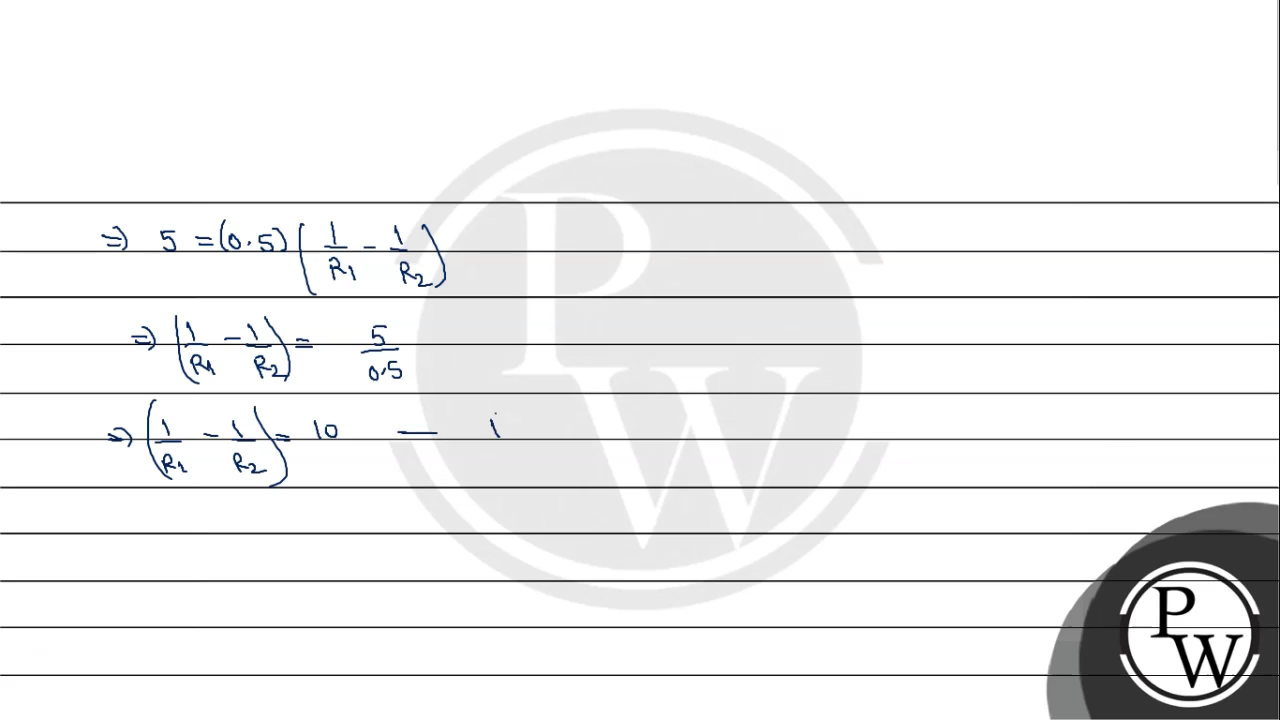 ⇒ 5 = (0.5) (1/R1 - 1/R2)
⇒ (1/R1 - 1/R2) = 5/0.5
⇒ (1/R1 - 1/R2) = 10 — i
PW
PW